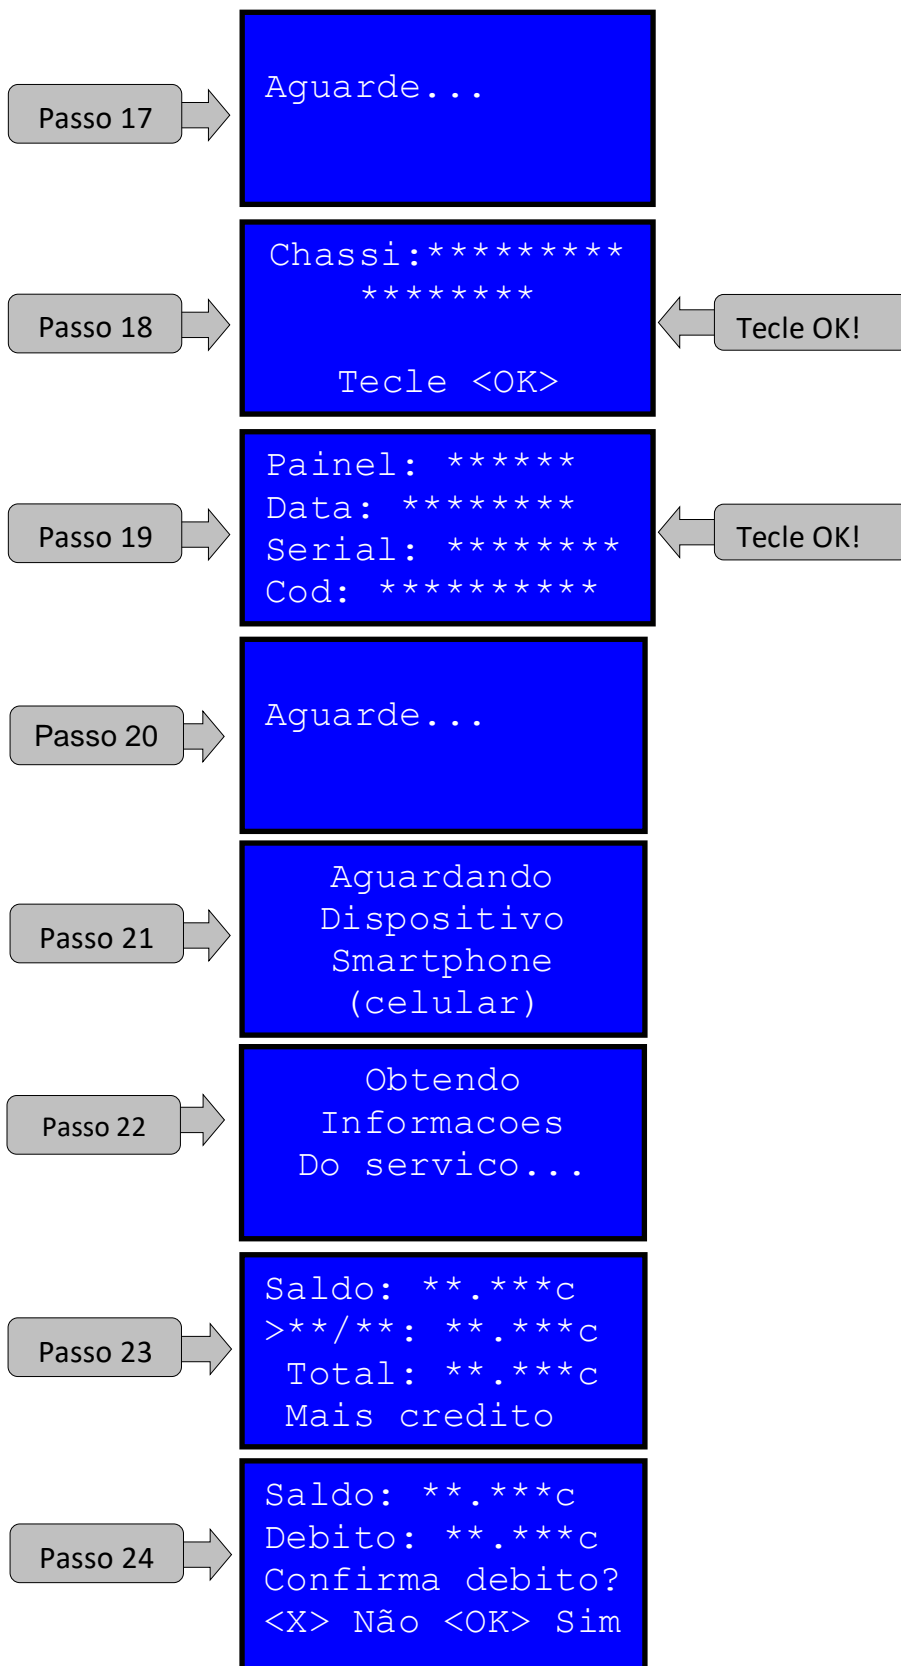 Passo 17
Aguarde...
Passo 18
Chassi:*********
********
Tecle <OK>
Tecle OK!
Passo 19
Painel: ******
Data: ********
Serial: ********
Cod: **********
Tecle OK!
Passo 20
Aguarde...
Passo 21
Aguardando
Dispositivo
Smartphone
(celular)
Passo 22
Obtendo
Informacoes
Do servico...
Passo 23
Saldo: **.***c
>**/**: **.***c
Total: **.***c
Mais credito
Passo 24
Saldo: **.***c
Debito: **.***c
Confirma debito?
<X> Não <OK> Sim